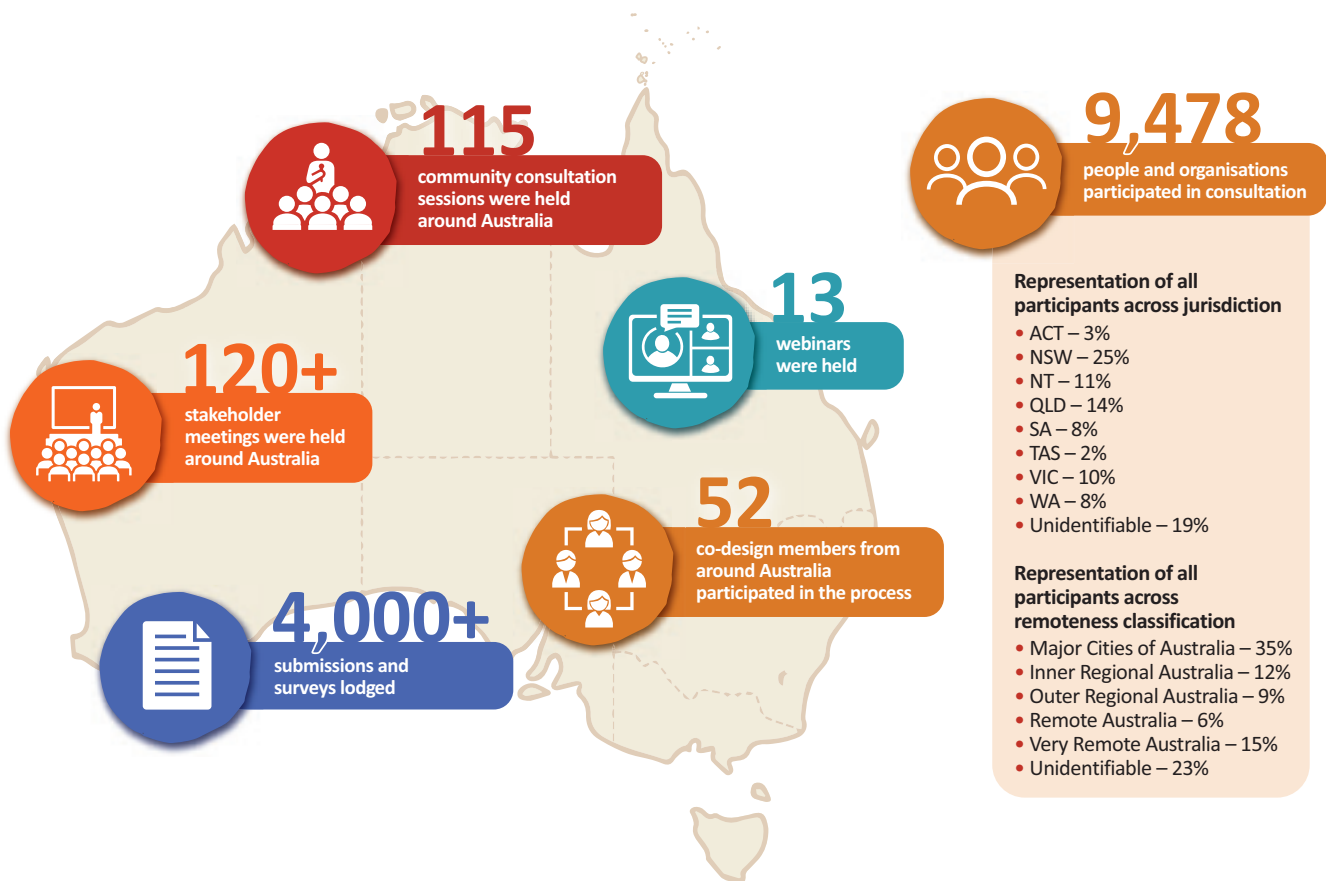 115
community consultation
sessions were held
around Australia
9,478
people and organisations
participated in consultation
13
webinars
were held
120+
stakeholder
meetings were held
around Australia
52
co-design members from
around Australia
participated in the process
4,000+
submissions and
surveys lodged
Representation of all
participants across jurisdiction
• ACT – 3%
• NSW – 25%
• NT – 11%
• QLD – 14%
• SA – 8%
• TAS – 2%
• VIC – 10%
• WA – 8%
• Unidentifiable – 19%
Representation of all
participants across
remoteness classification
• Major Cities of Australia – 35%
• Inner Regional Australia – 12%
• Outer Regional Australia – 9%
• Remote Australia – 6%
• Very Remote Australia – 15%
• Unidentifiable – 23%